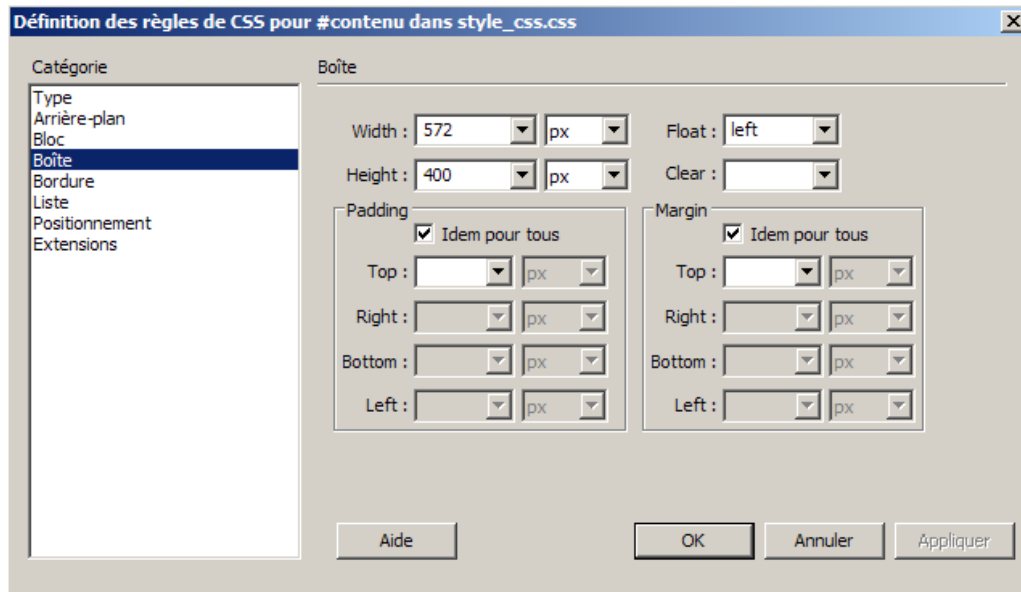 Définition des règles de CSS pour #contenu dans style_css.css
Catégorie
Boîte
Type
Arrière-plan
Bloc
Boîte
Bordure
Liste
Positionnement
Extensions
Width : 572 px Float : left
Height : 400 px Clear :
Padding Margin
Idem pour tous Idem pour tous
Top : px Top : px
Right : px Right : px
Bottom : px Bottom : px
Left : px Left : px
Aide OK Annuler Appliquer